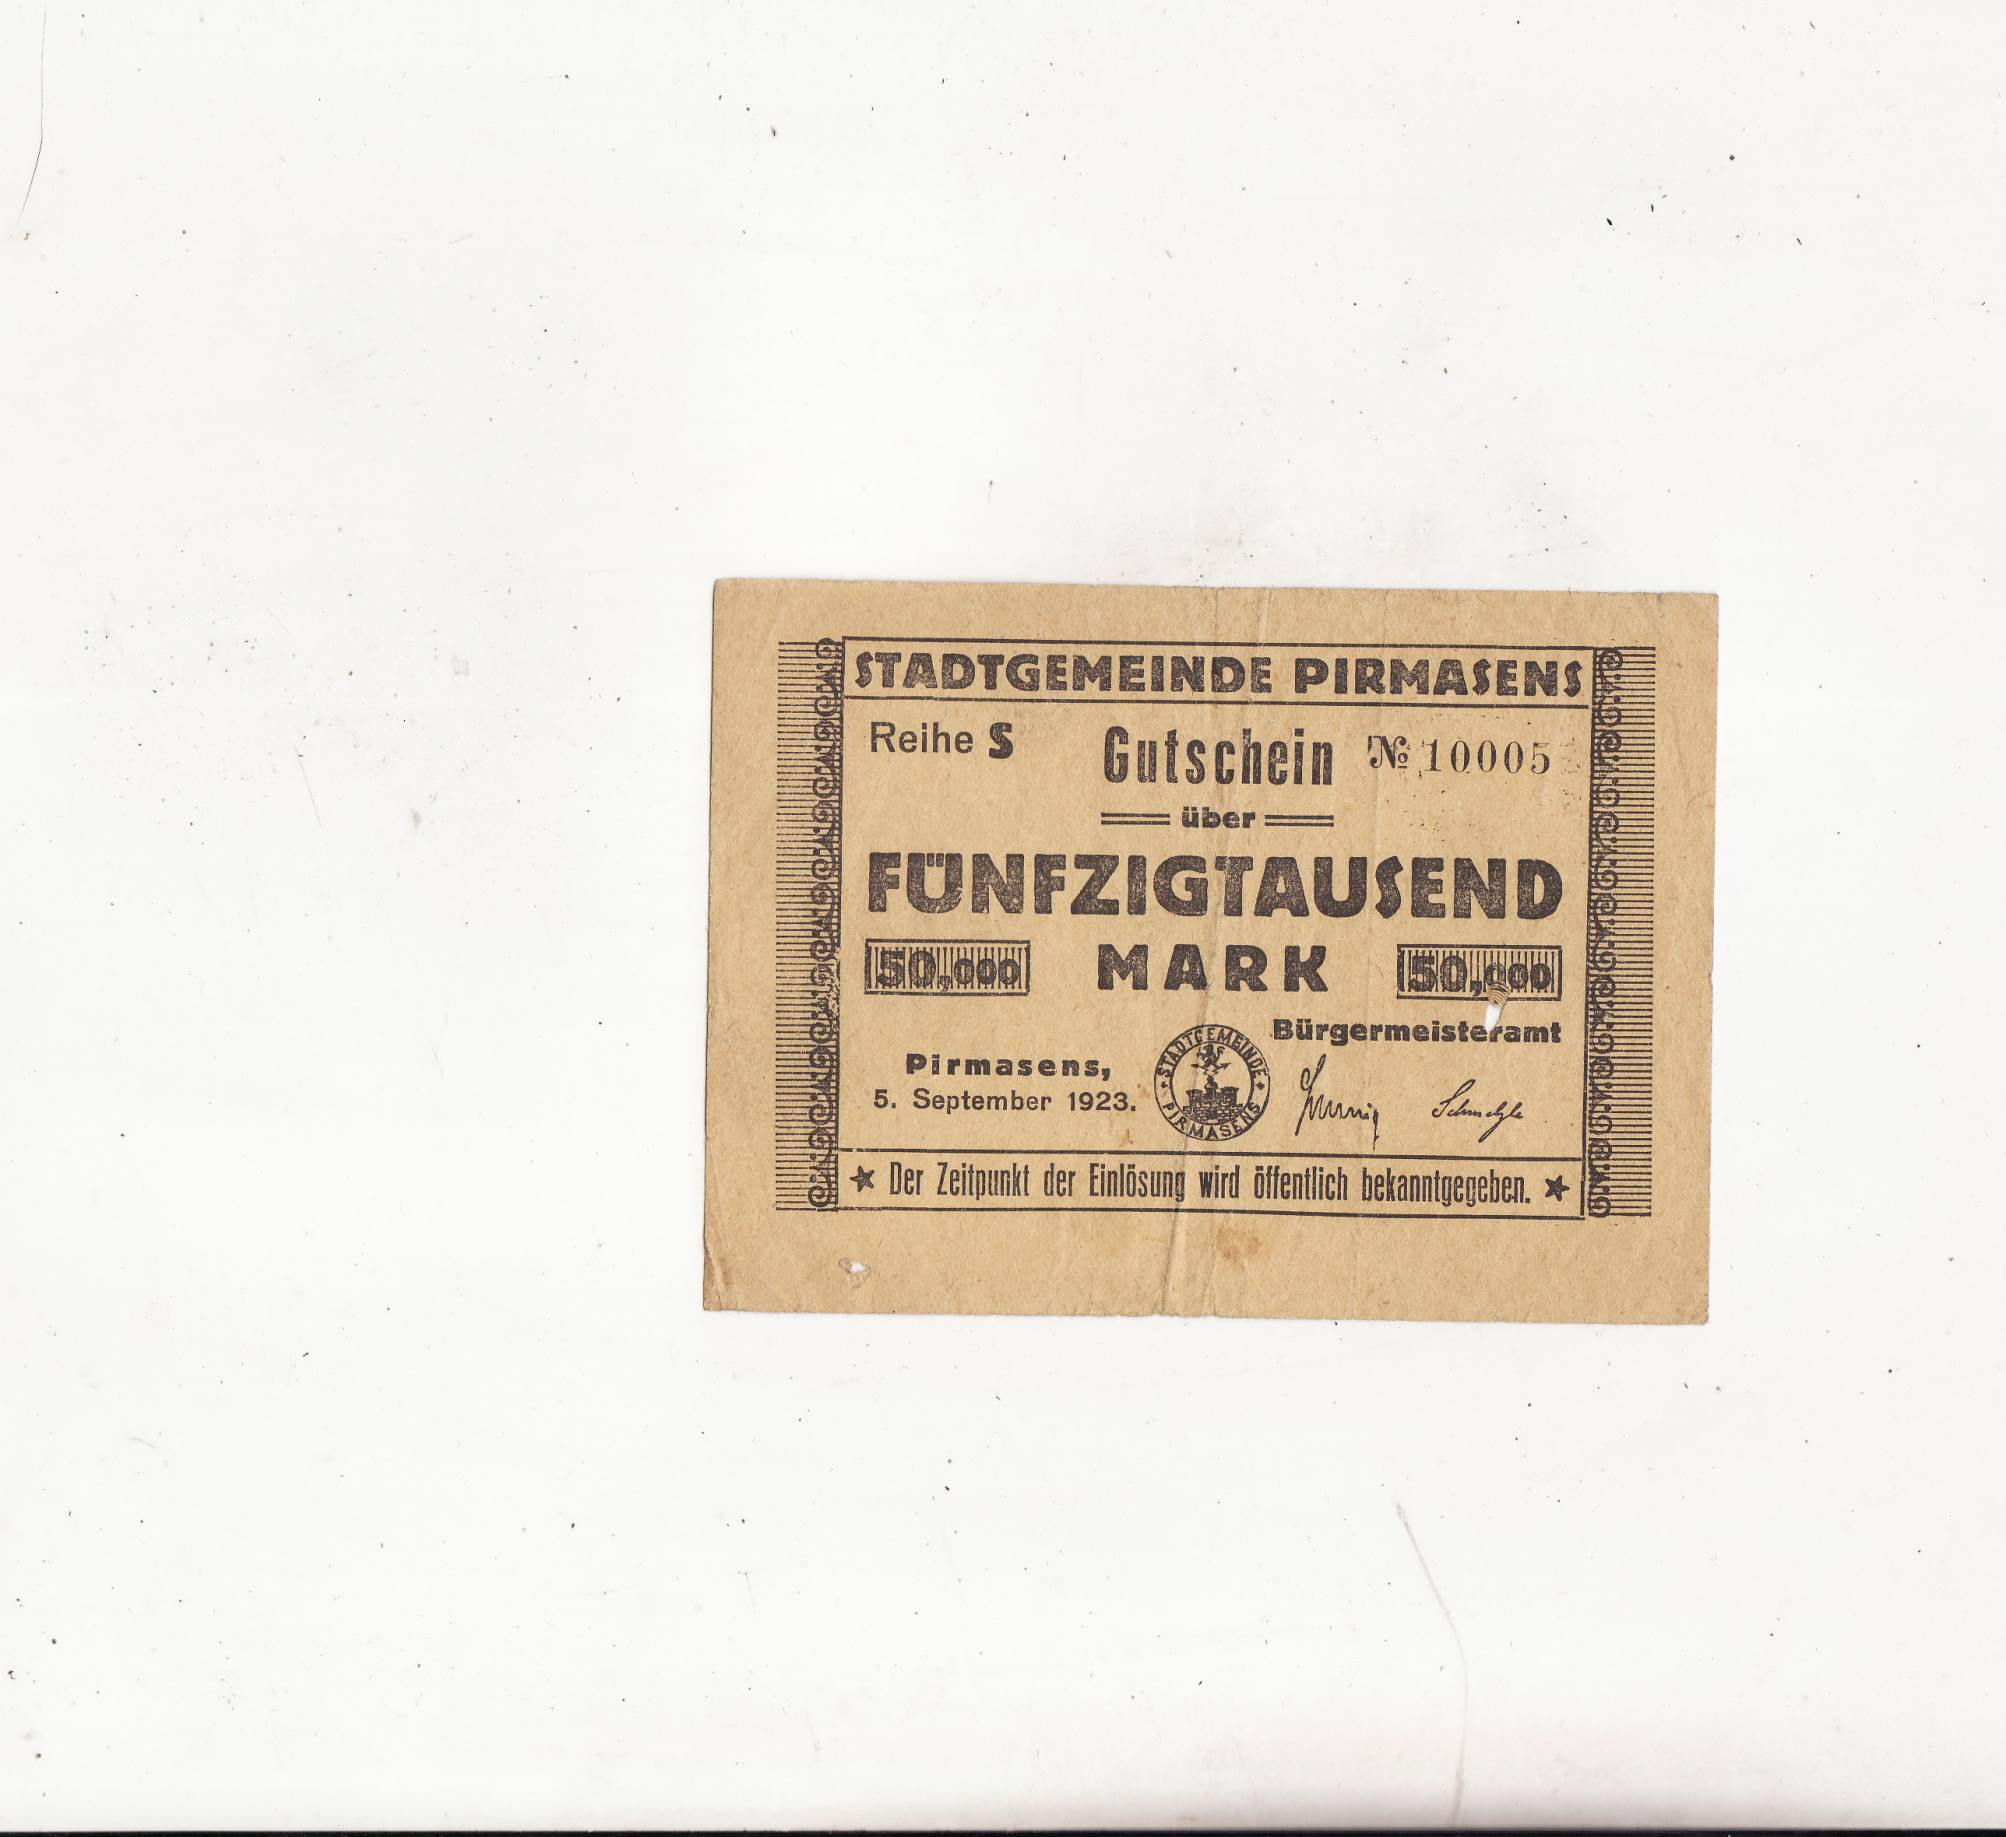 STADTGEMEINDE PIRMASENS
Reihe S
Gutschein
№ 10005
über
FÜNFZIGTAUSEND
50,000 MARK 50,000
Bürgermeisteramt
Pirmasens,
5. September 1923.
STADTGEMEINDE PIRMASENS
★ Der Zeitpunkt der Einlösung wird öffentlich bekanntgegeben. ★